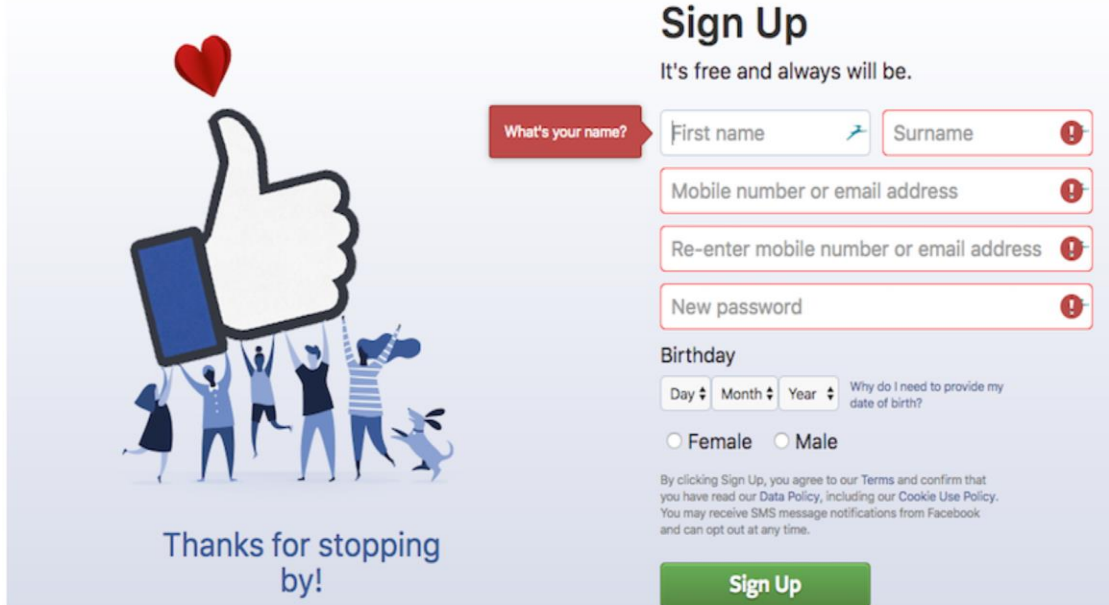 Sign Up
It's free and always will be.
What's your name?
First name
Surname
Mobile number or email address
Re-enter mobile number or email address
New password
Birthday
Day Month Year
Why do I need to provide my
date of birth?
Female Male
By clicking Sign Up, you agree to our Terms and confirm that
you have read our Data Policy, including our Cookie Use Policy.
You may receive SMS message notifications from Facebook
and can opt out at any time.
Sign Up
Thanks for stopping
by!